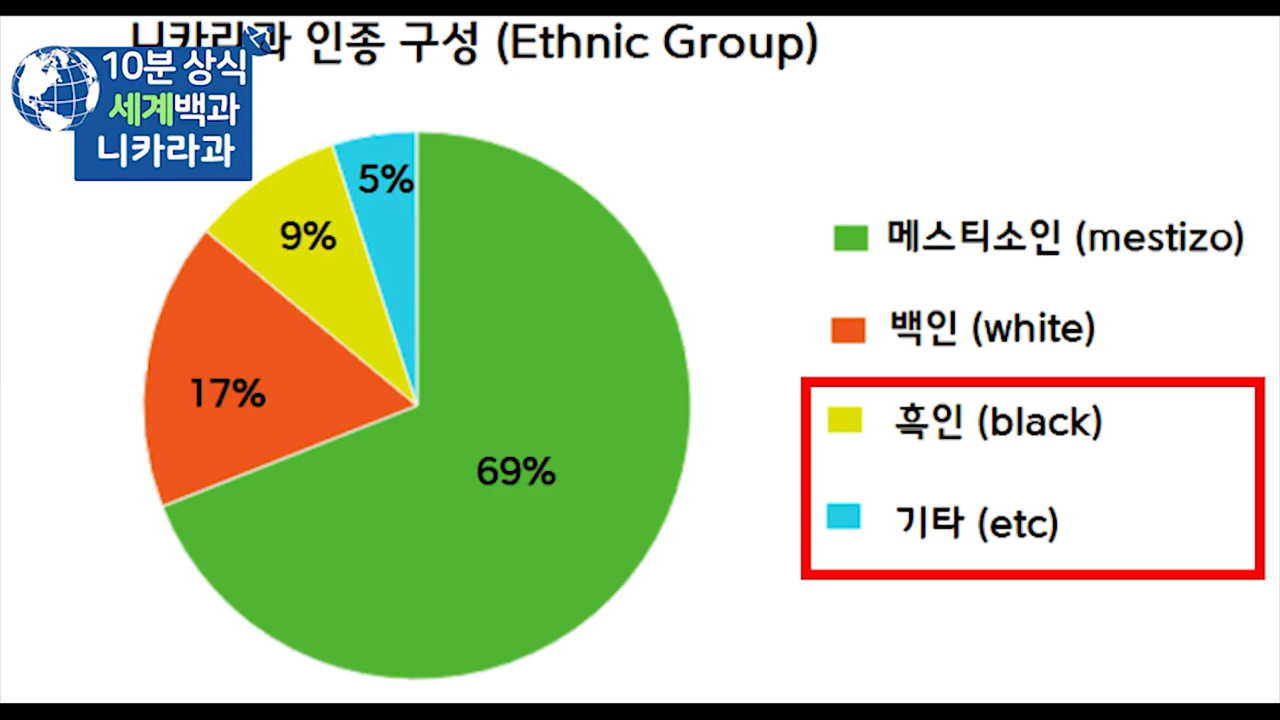 니카라과 인종 구성 (Ethnic Group)
10분 상식
세계백과
니카라과
5%
9%
17%
69%
메스티소인 (mestizo)
백인 (white)
흑인 (black)
기타 (etc)